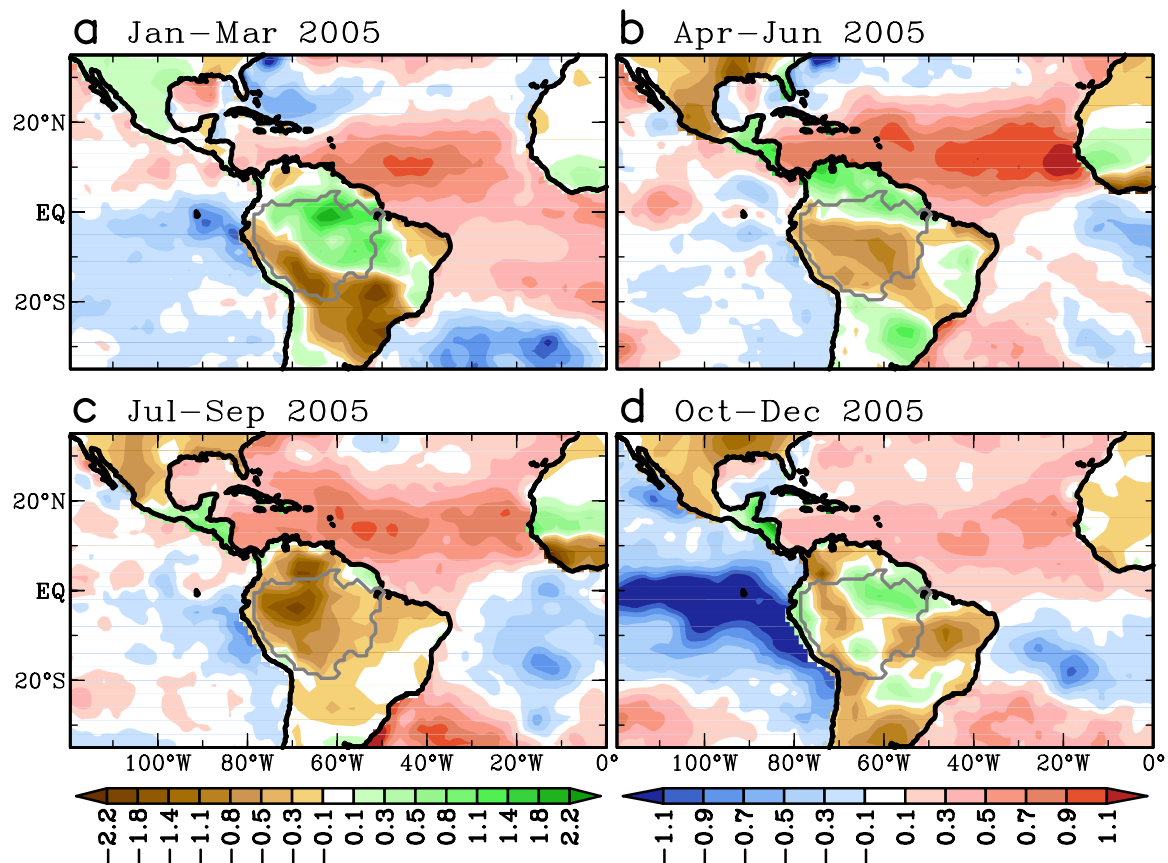 a Jan–Mar 2005
b Apr–Jun 2005
20°N
EQ
20°S
c Jul–Sep 2005
d Oct–Dec 2005
20°N
EQ
20°S
100°W 80°W 60°W 40°W 20°W 0°
100°W 80°W 60°W 40°W 20°W 0°
−2.2 −1.8 −1.4 −1.1 −0.8 −0.5 −0.3 −0.1 0.1 0.3 0.5 0.8 1.1 1.4 1.8 2.2
−1.1 −0.9 −0.7 −0.5 −0.3 −0.1 0.1 0.3 0.5 0.7 0.9 1.1